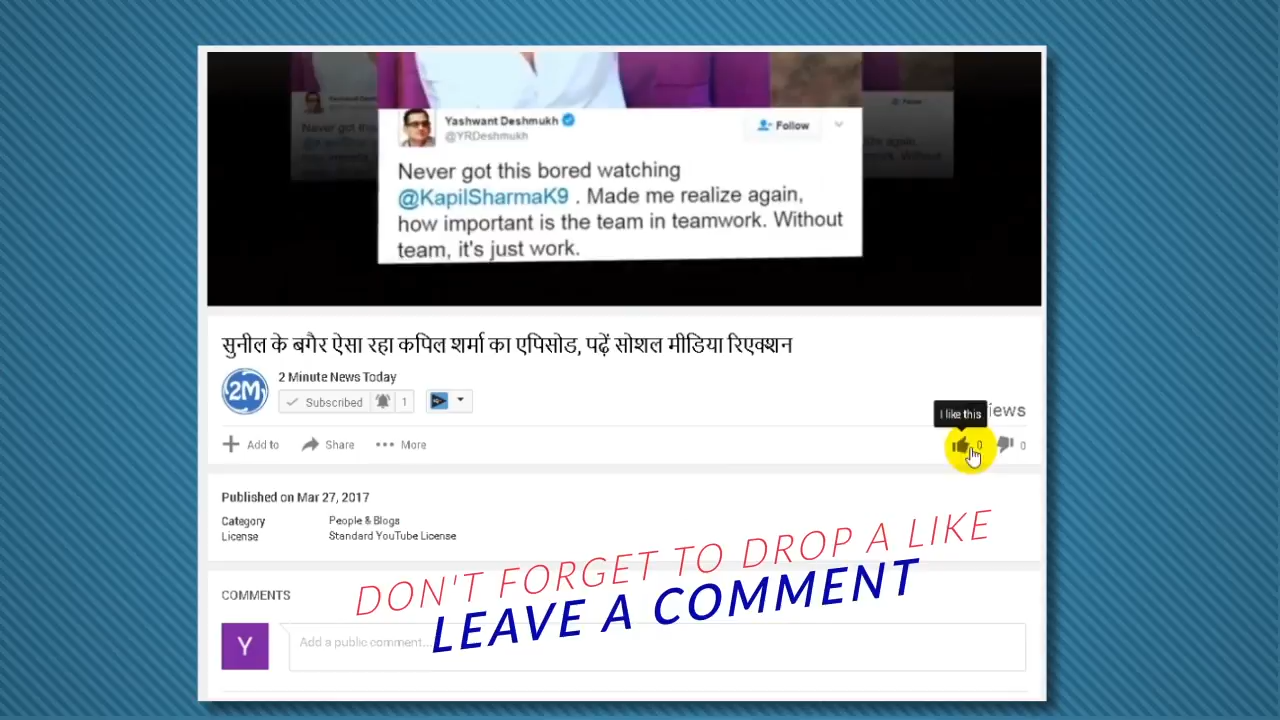 Yashwant Deshmukh
@YRDeshmukh
Follow
Never got this bored watching
@KapilSharmaK9 . Made me realize again,
how important is the team in teamwork. Without
team, it's just work.
सुनील के बगैर ऐसा रहा कपिल शर्मा का एपिसोड, पढ़ें सोशल मीडिया रिएक्शन
2M
2 Minute News Today
Subscribed 1
I like this
iews
Add to Share More 0 0
Published on Mar 27, 2017
Category People & Blogs
License Standard YouTube License
DON'T FORGET TO DROP A LIKE
LEAVE A COMMENT
COMMENTS
Y
Add a public comment...